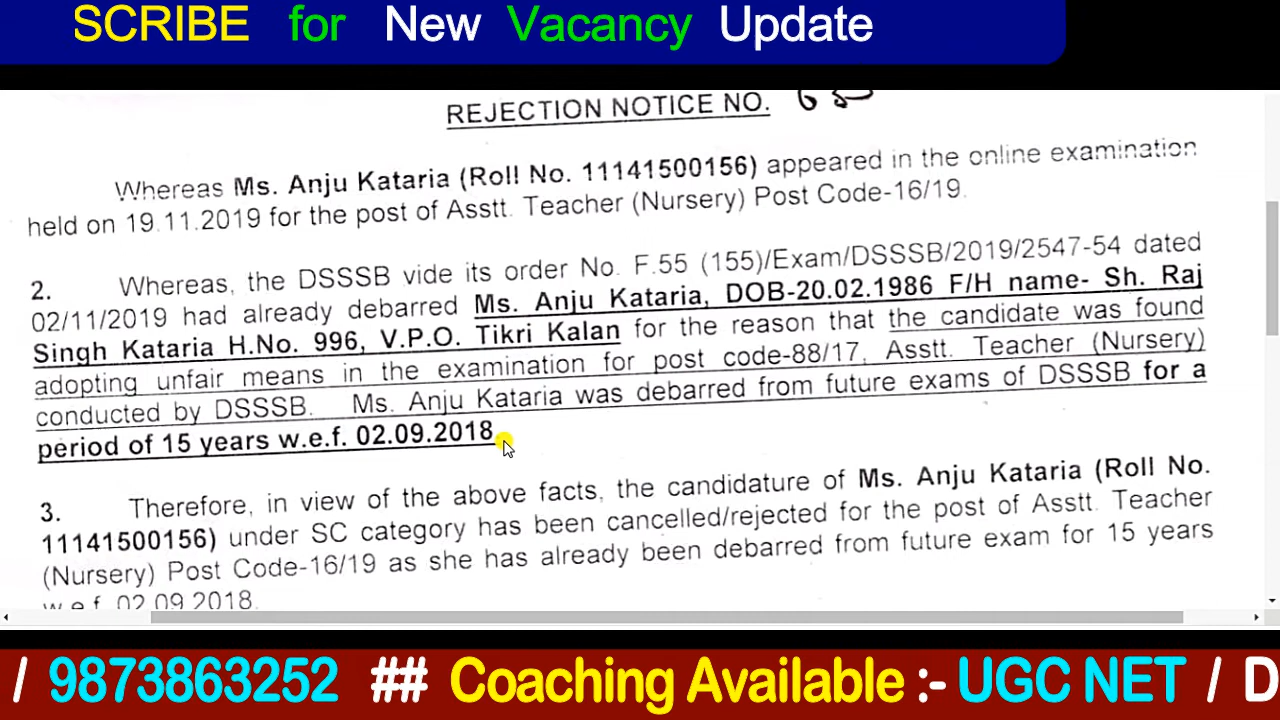 SCRIBE for New Vacancy Update
REJECTION NOTICE NO.
Whereas Ms. Anju Kataria (Roll No. 11141500156) appeared in the online examination
held on 19.11.2019 for the post of Asstt. Teacher (Nursery) Post Code-16/19.
2. Whereas, the DSSSB vide its order No. F.55 (155)/Exam/DSSSB/2019/2547-54 dated
02/11/2019 had already debarred Ms. Anju Kataria, DOB-20.02.1986 F/H name- Sh. Raj
Singh Kataria H.No. 996, V.P.O. Tikri Kalan for the reason that the candidate was found
adopting unfair means in the examination for post code-88/17, Asstt. Teacher (Nursery)
conducted by DSSSB. Ms. Anju Kataria was debarred from future exams of DSSSB for a
period of 15 years w.e.f. 02.09.2018
3. Therefore, in view of the above facts, the candidature of Ms. Anju Kataria (Roll No.
11141500156) under SC category has been cancelled/rejected for the post of Asstt. Teacher
(Nursery) Post Code-16/19 as she has already been debarred from future exam for 15 years
w.e.f. 02.09.2018.
/ 9873863252 ## Coaching Available :- UGC NET / D